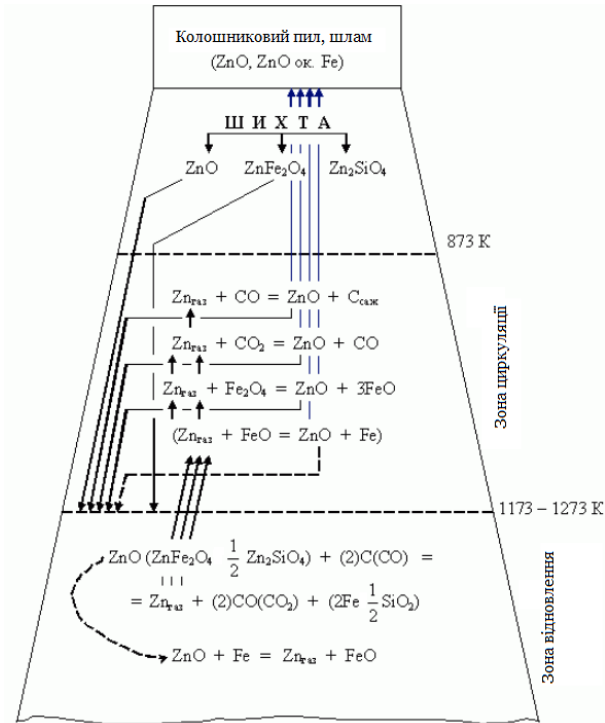 Колошниковий пил, шлам
(ZnO, ZnO ок. Fe)
Ш И Х Т А
ZnO ZnFe₂O₄ Zn₂SiO₄
873 К
Znгаз + CO = ZnO + Cсаж
Znгаз + CO₂ = ZnO + CO
Znгаз + Fe₂O₄ = ZnO + 3FeO
(Znгаз + FeO = ZnO + Fe)
Зона циркуляції
1173 – 1273 К
ZnO (ZnFe₂O₄ 1/2 Zn₂SiO₄) + (2)C(CO) =
= Znгаз + (2)CO(CO₂) + (2Fe 1/2 SiO₂)
ZnO + Fe = Znгаз + FeO
Зона відновлення